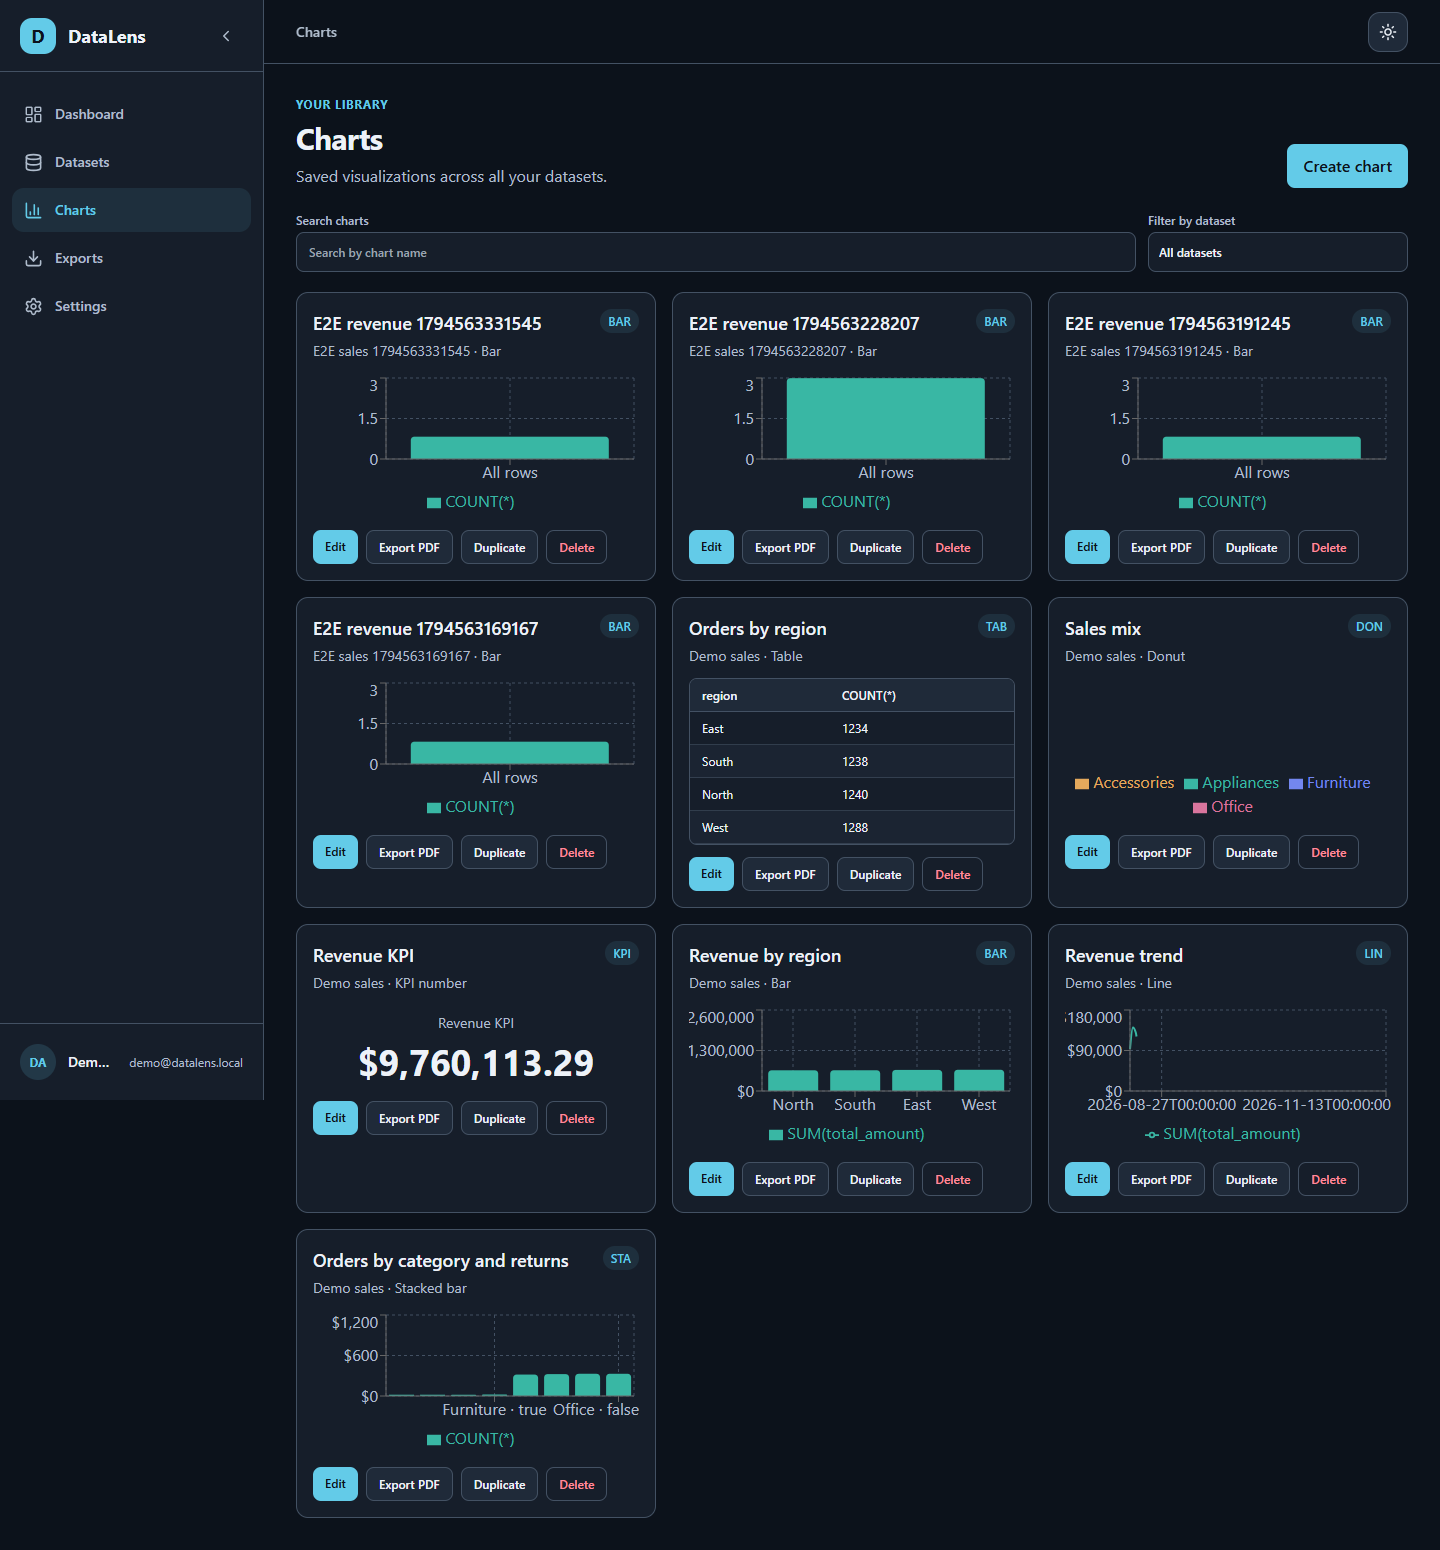 D DataLens
Charts
Dashboard
Datasets
Charts
Exports
Settings
DA Dem... demo@datalens.local
YOUR LIBRARY
Charts
Saved visualizations across all your datasets.
Create chart
Search charts
Search by chart name
Filter by dataset
All datasets
E2E revenue 1794563331545 BAR
E2E sales 1794563331545 · Bar
3
1.5
0
All rows
COUNT(*)
Edit Export PDF Duplicate Delete
E2E revenue 1794563228207 BAR
E2E sales 1794563228207 · Bar
3
1.5
0
All rows
COUNT(*)
Edit Export PDF Duplicate Delete
E2E revenue 1794563191245 BAR
E2E sales 1794563191245 · Bar
3
1.5
0
All rows
COUNT(*)
Edit Export PDF Duplicate Delete
E2E revenue 1794563169167 BAR
E2E sales 1794563169167 · Bar
3
1.5
0
All rows
COUNT(*)
Edit Export PDF Duplicate Delete
Orders by region TAB
Demo sales · Table
region COUNT(*)
East 1234
South 1238
North 1240
West 1288
Edit Export PDF Duplicate Delete
Sales mix DON
Demo sales · Donut
Accessories Appliances Furniture
Office
Edit Export PDF Duplicate Delete
Revenue KPI KPI
Demo sales · KPI number
Revenue KPI
$9,760,113.29
Edit Export PDF Duplicate Delete
Revenue by region BAR
Demo sales · Bar
2,600,000
1,300,000
$0
North South East West
SUM(total_amount)
Edit Export PDF Duplicate Delete
Revenue trend LIN
Demo sales · Line
180,000
$90,000
$0
2026-08-27T00:00:00 2026-11-13T00:00:00
SUM(total_amount)
Edit Export PDF Duplicate Delete
Orders by category and returns STA
Demo sales · Stacked bar
$1,200
$600
$0
Furniture · true Office · false
COUNT(*)
Edit Export PDF Duplicate Delete